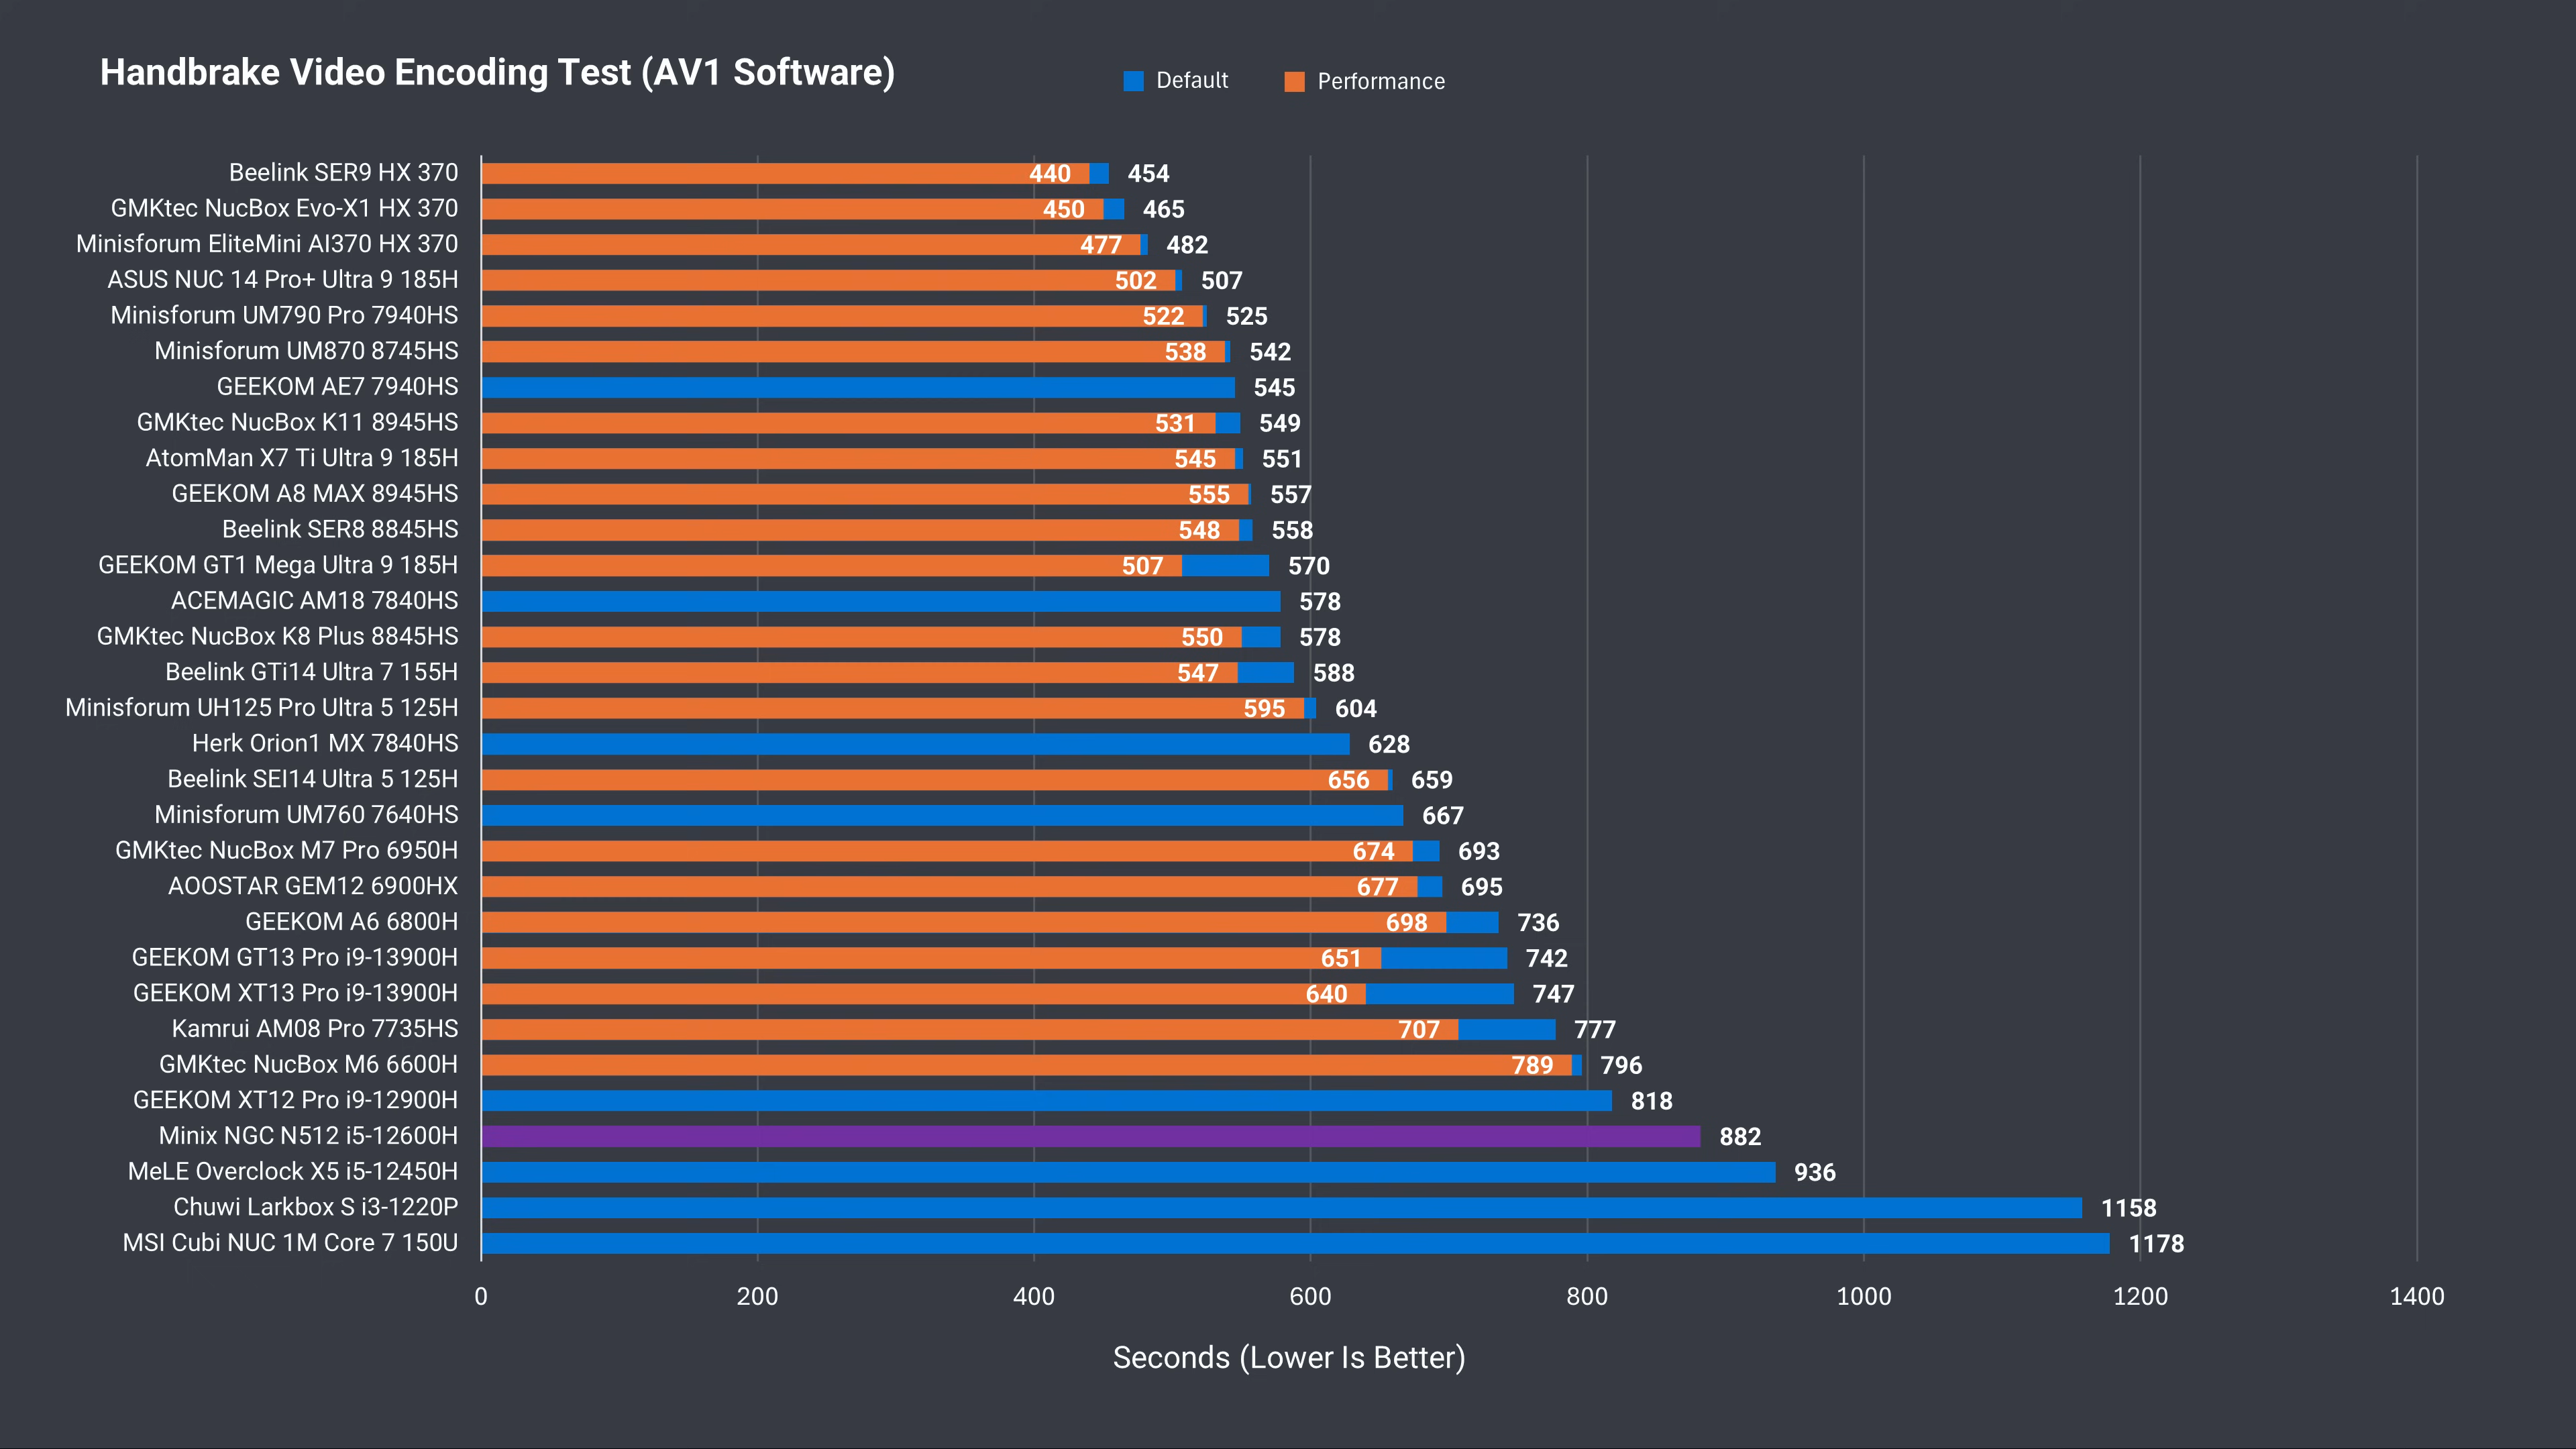 Handbrake Video Encoding Test (AV1 Software)
Default
Performance
Beelink SER9 HX 370 440 454
GMKtec NucBox Evo-X1 HX 370 450 465
Minisforum EliteMini AI370 HX 370 477 482
ASUS NUC 14 Pro+ Ultra 9 185H 502 507
Minisforum UM790 Pro 7940HS 522 525
Minisforum UM870 8745HS 538 542
GEEKOM AE7 7940HS 545
GMKtec NucBox K11 8945HS 531 549
AtomMan X7 Ti Ultra 9 185H 545 551
GEEKOM A8 MAX 8945HS 555 557
Beelink SER8 8845HS 548 558
GEEKOM GT1 Mega Ultra 9 185H 507 570
ACEMAGIC AM18 7840HS 578
GMKtec NucBox K8 Plus 8845HS 550 578
Beelink GTi14 Ultra 7 155H 547 588
Minisforum UH125 Pro Ultra 5 125H 595 604
Herk Orion1 MX 7840HS 628
Beelink SEI14 Ultra 5 125H 656 659
Minisforum UM760 7640HS 667
GMKtec NucBox M7 Pro 6950H 674 693
AOOSTAR GEM12 6900HX 677 695
GEEKOM A6 6800H 698 736
GEEKOM GT13 Pro i9-13900H 651 742
GEEKOM XT13 Pro i9-13900H 640 747
Kamrui AM08 Pro 7735HS 707 777
GMKtec NucBox M6 6600H 789 796
GEEKOM XT12 Pro i9-12900H 818
Minix NGC N512 i5-12600H 882
MeLE Overclock X5 i5-12450H 936
Chuwi Larkbox S i3-1220P 1158
MSI Cubi NUC 1M Core 7 150U 1178
0 200 400 600 800 1000 1200 1400
Seconds (Lower Is Better)